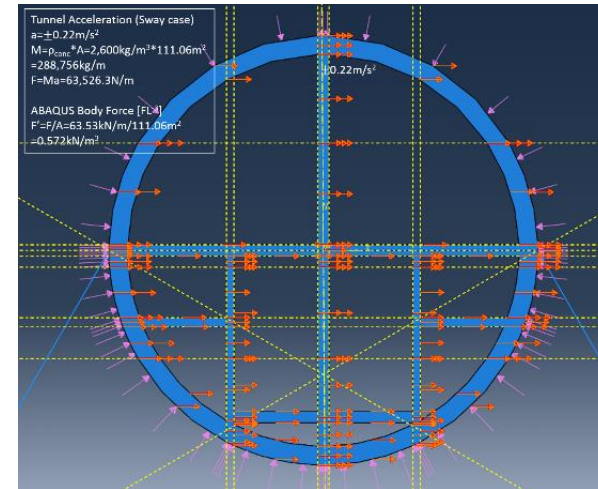 Tunnel Acceleration (Sway case)
a=±0.22m/s²
M=ρconc*A=2,600kg/m³*111.06m²
=288,756kg/m
F=Ma=63,526.3N/m
ABAQUS Body Force [FL⁻³]
F'=F/A=63.53kN/m/111.06m²
=0.572kN/m³
±0.22m/s²